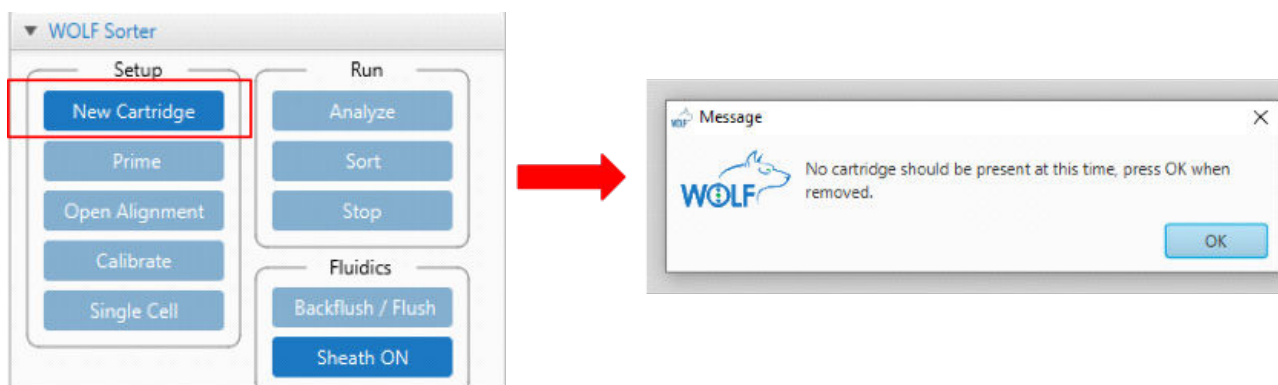 WOLF Sorter
Setup
New Cartridge
Prime
Open Alignment
Calibrate
Single Cell
Run
Analyze
Sort
Stop
Fluidics
Backflush / Flush
Sheath ON
WOLF Message
WOLF
No cartridge should be present at this time, press OK when
removed.
OK